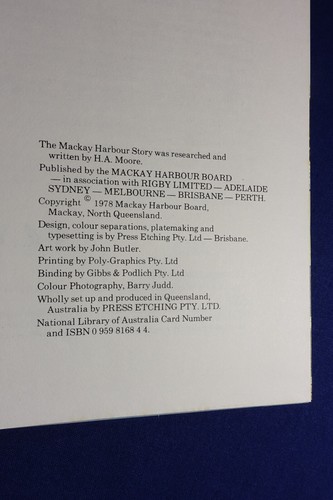 The Mackay Harbour Story was researched and
written by H.A. Moore.
Published by the MACKAY HARBOUR BOARD
— in association with RIGBY LIMITED — ADELAIDE
SYDNEY — MELBOURNE — BRISBANE — PERTH.
Copyright © 1978 Mackay Harbour Board,
Mackay, North Queensland.
Design, colour separations, platemaking and
typesetting is by Press Etching Pty. Ltd — Brisbane.
Art work by John Butler.
Printing by Poly-Graphics Pty. Ltd
Binding by Gibbs & Podlich Pty. Ltd
Colour Photography, Barry Judd.
Wholly set up and produced in Queensland,
Australia by PRESS ETCHING PTY. LTD.
National Library of Australia Card Number
and ISBN 0 959 8168 4 4.